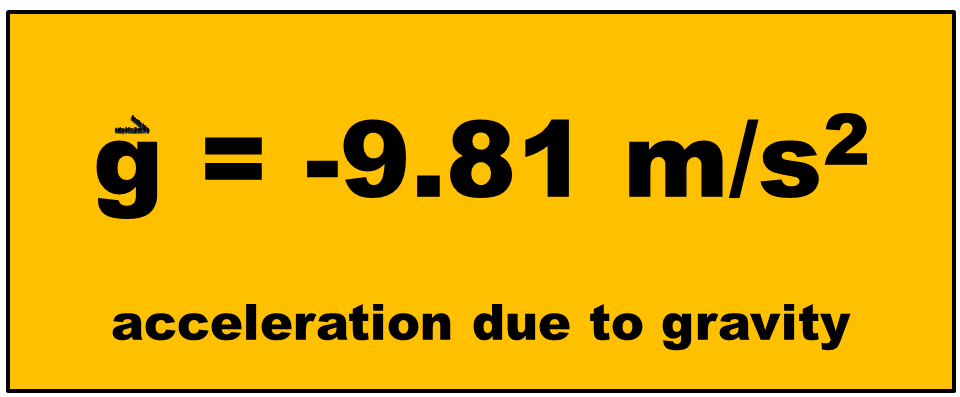 g⃗ = -9.81 m/s²
acceleration due to gravity